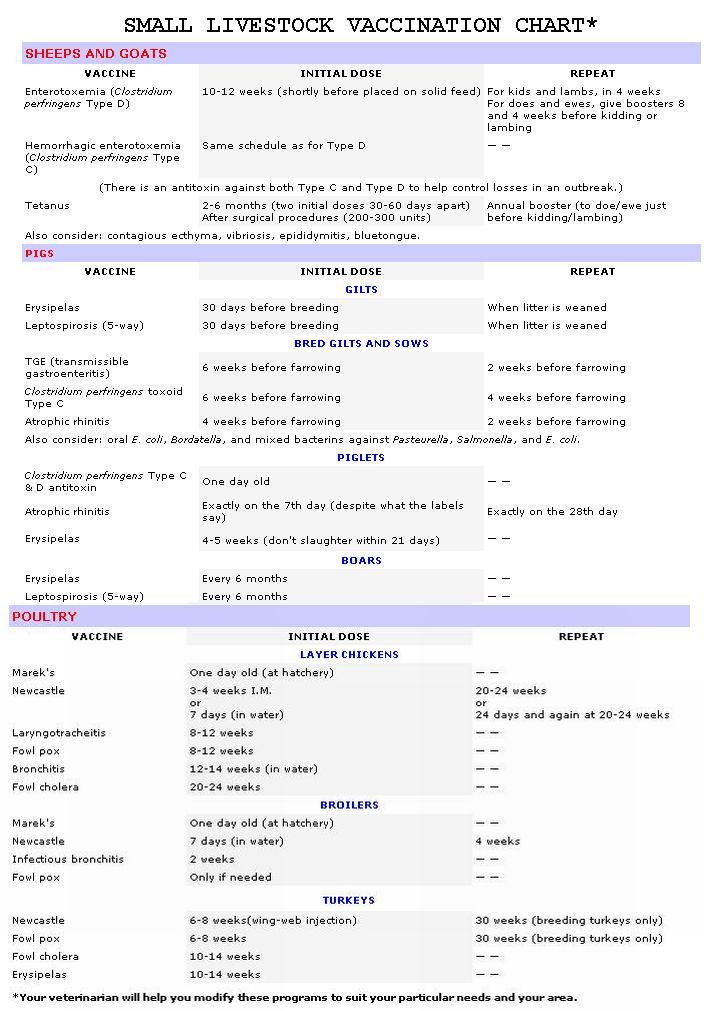 SMALL LIVESTOCK VACCINATION CHART*
SHEEPS AND GOATS
VACCINE INITIAL DOSE REPEAT
Enterotoxemia (Clostridium perfringens Type D) 10-12 weeks (shortly before placed on solid feed) For kids and lambs, in 4 weeks
For does and ewes, give boosters 8 and 4 weeks before kidding or lambing
Hemorrhagic enterotoxemia (Clostridium perfringens Type C) Same schedule as for Type D — —
(There is an antitoxin against both Type C and Type D to help control losses in an outbreak.)
Tetanus 2-6 months (two initial doses 30-60 days apart) Annual booster (to doe/ewe just
After surgical procedures (200-300 units) before kidding/lambing)
Also consider: contagious ecthyma, vibriosis, epididymitis, bluetongue.
PIGS
VACCINE INITIAL DOSE REPEAT
GILTS
Erysipelas 30 days before breeding When litter is weaned
Leptospirosis (5-way) 30 days before breeding When litter is weaned
BRED GILTS AND SOWS
TGE (transmissible gastroenteritis) 6 weeks before farrowing 2 weeks before farrowing
Clostridium perfringens toxoid Type C 6 weeks before farrowing 4 weeks before farrowing
Atrophic rhinitis 4 weeks before farrowing 2 weeks before farrowing
Also consider: oral E. coli, Bordatella, and mixed bacterins against Pasteurella, Salmonella, and E. coli.
PIGLETS
Clostridium perfringens Type C & D antitoxin One day old — —
Atrophic rhinitis Exactly on the 7th day (despite what the labels say) Exactly on the 28th day
Erysipelas 4-5 weeks (don't slaughter within 21 days) — —
BOARS
Erysipelas Every 6 months — —
Leptospirosis (5-way) Every 6 months — —
POULTRY
VACCINE INITIAL DOSE REPEAT
LAYER CHICKENS
Marek's One day old (at hatchery) — —
Newcastle 3-4 weeks I.M. 20-24 weeks
or or
7 days (in water) 24 days and again at 20-24 weeks
Laryngotracheitis 8-12 weeks — —
Fowl pox 8-12 weeks — —
Bronchitis 12-14 weeks (in water) — —
Fowl cholera 20-24 weeks — —
BROILERS
Marek's One day old (at hatchery) — —
Newcastle 7 days (in water) 4 weeks
Infectious bronchitis 2 weeks — —
Fowl pox Only if needed — —
TURKEYS
Newcastle 6-8 weeks(wing-web injection) 30 weeks (breeding turkeys only)
Fowl pox 6-8 weeks 30 weeks (breeding turkeys only)
Fowl cholera 10-14 weeks — —
Erysipelas 10-14 weeks — —
*Your veterinarian will help you modify these programs to suit your particular needs and your area.